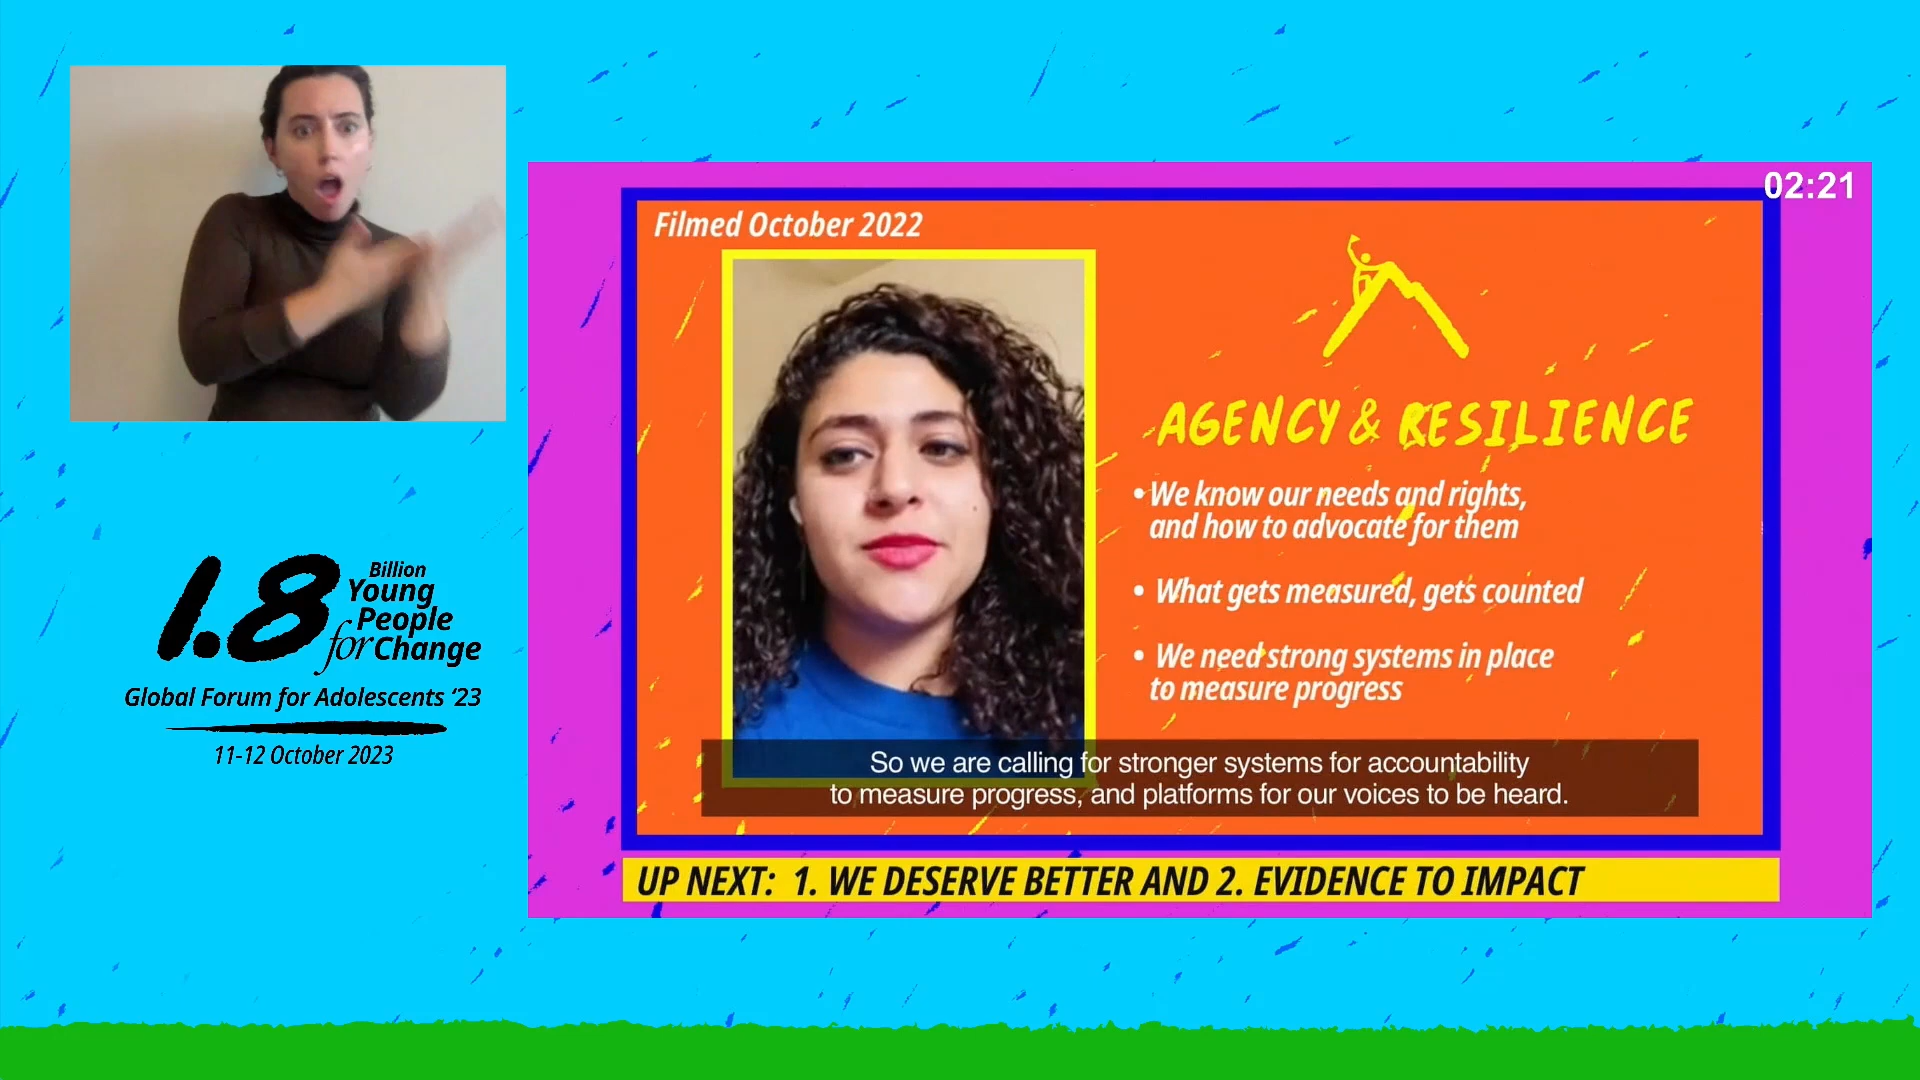 02:21
Filmed October 2022
AGENCY & RESILIENCE
• We know our needs and rights,
and how to advocate for them
• What gets measured, gets counted
• We need strong systems in place
to measure progress
So we are calling for stronger systems for accountability
to measure progress, and platforms for our voices to be heard.
UP NEXT: 1. WE DESERVE BETTER AND 2. EVIDENCE TO IMPACT
1.8 Billion
Young
People
for Change
Global Forum for Adolescents ‘23
11-12 October 2023